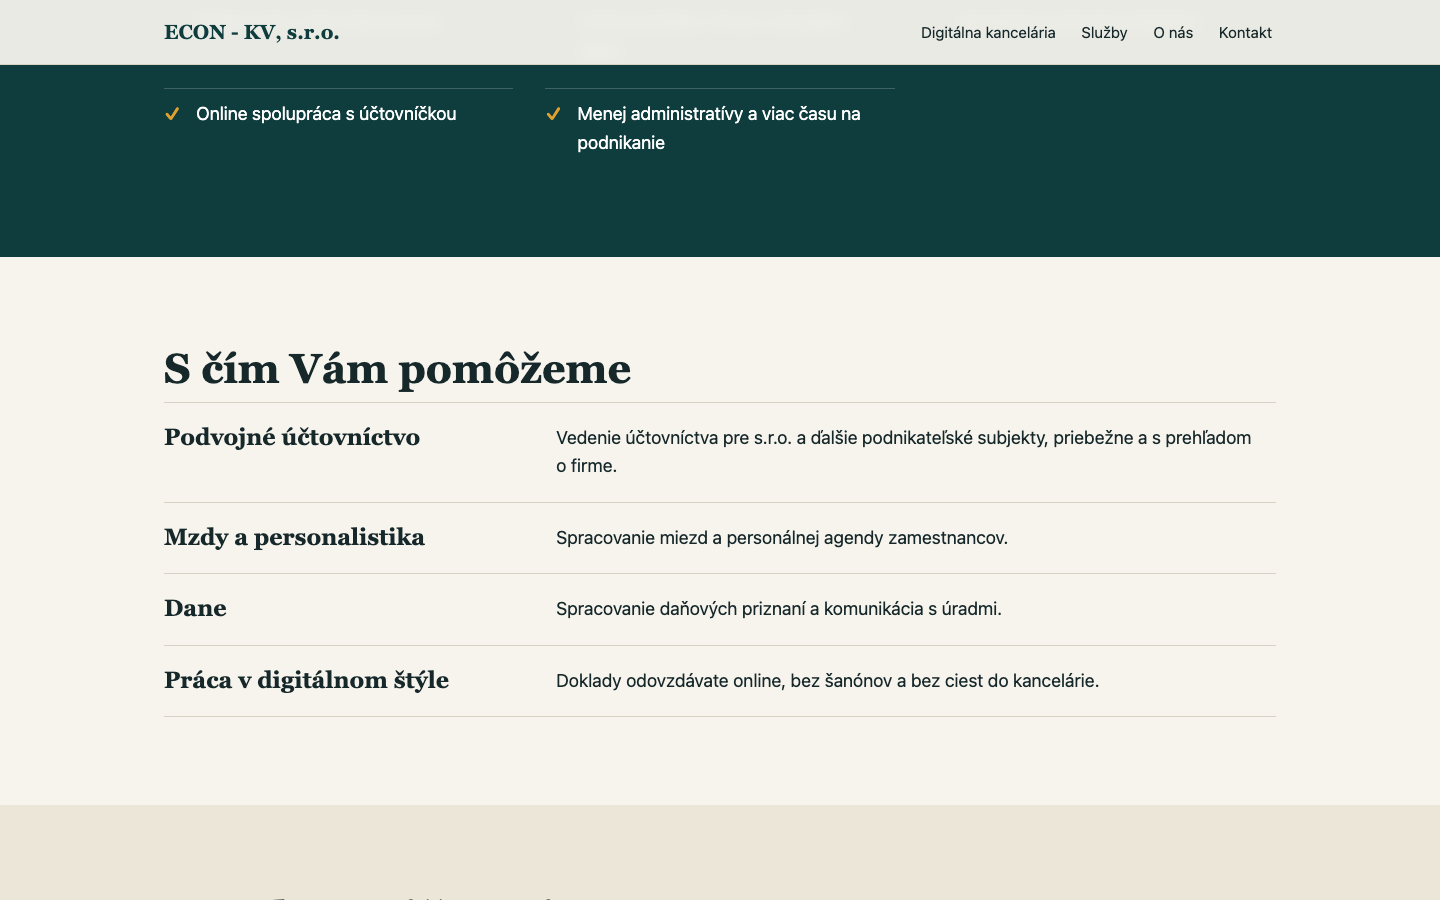 ECON - KV, s.r.o.
Digitálna kancelária Služby O nás Kontakt
Online spolupráca s účtovníčkou
Menej administratívy a viac času na
podnikanie
S čím Vám pomôžeme
Podvojné účtovníctvo
Vedenie účtovníctva pre s.r.o. a ďalšie podnikateľské subjekty, priebežne a s prehľadom
o firme.
Mzdy a personalistika
Spracovanie miezd a personálnej agendy zamestnancov.
Dane
Spracovanie daňových priznaní a komunikácia s úradmi.
Práca v digitálnom štýle
Doklady odovzdávate online, bez šanónov a bez ciest do kancelárie.